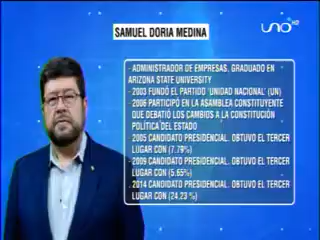 SAMUEL DORIA MEDINA
uno HD
- ADMINISTRADOR DE EMPRESAS, GRADUADO EN
ARIZONA STATE UNIVERSITY
- 2003 FUNDÓ EL PARTIDO 'UNIDAD NACIONAL' (UN)
- 2006 PARTICIPÓ EN LA ASAMBLEA CONSTITUYENTE
QUE DEBATIÓ LOS CAMBIOS A LA CONSTITUCIÓN
POLÍTICA DEL ESTADO
- 2005 CANDIDATO PRESIDENCIAL. OBTUVO EL TERCER
LUGAR CON (7.79%)
- 2009 CANDIDATO PRESIDENCIAL. OBTUVO EL TERCER
LUGAR CON (5.65%)
- 2014 CANDIDATO PRESIDENCIAL. OBTUVO EL TERCER
LUGAR CON (24.23 %)